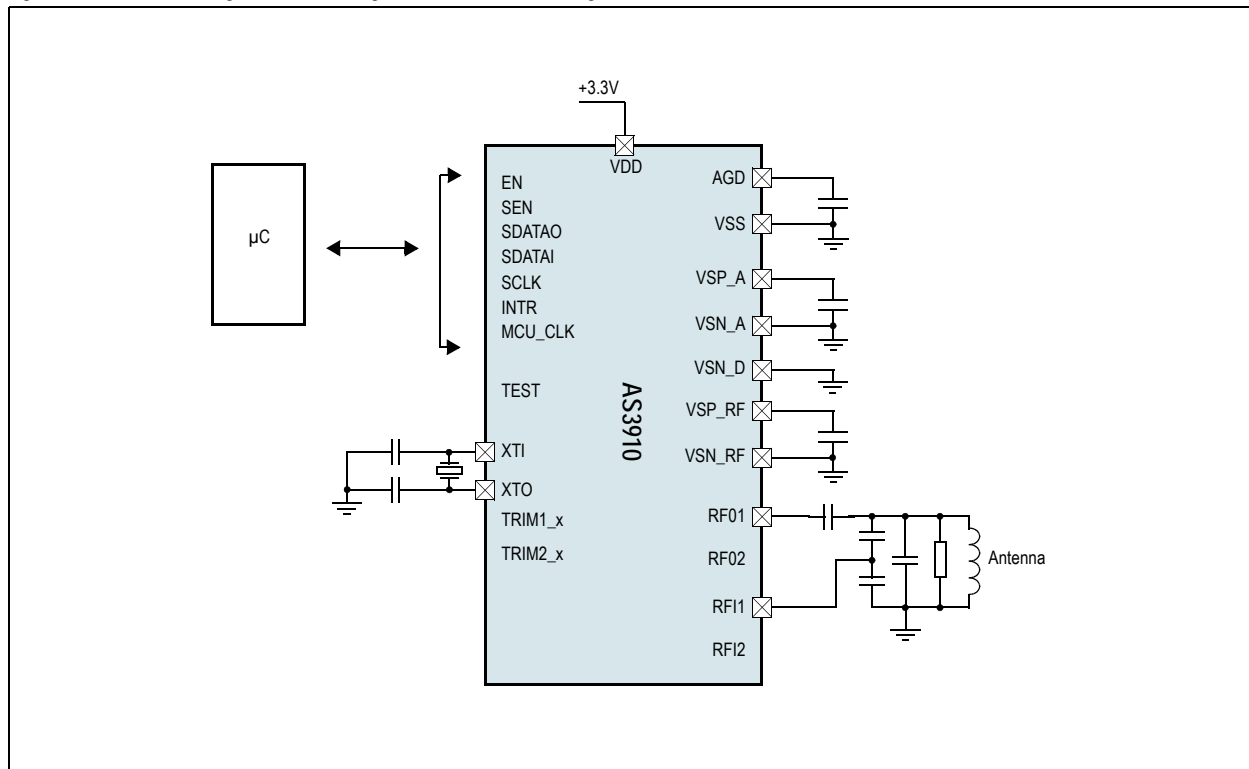 +3.3V
VDD
µC
EN
SEN
SDATAO
SDATAI
SCLK
INTR
MCU_CLK
TEST
XTI
XTO
TRIM1_x
TRIM2_x
AS3910
AGD
VSS
VSP_A
VSN_A
VSN_D
VSP_RF
VSN_RF
RF01
RF02
RFI1
RFI2
Antenna